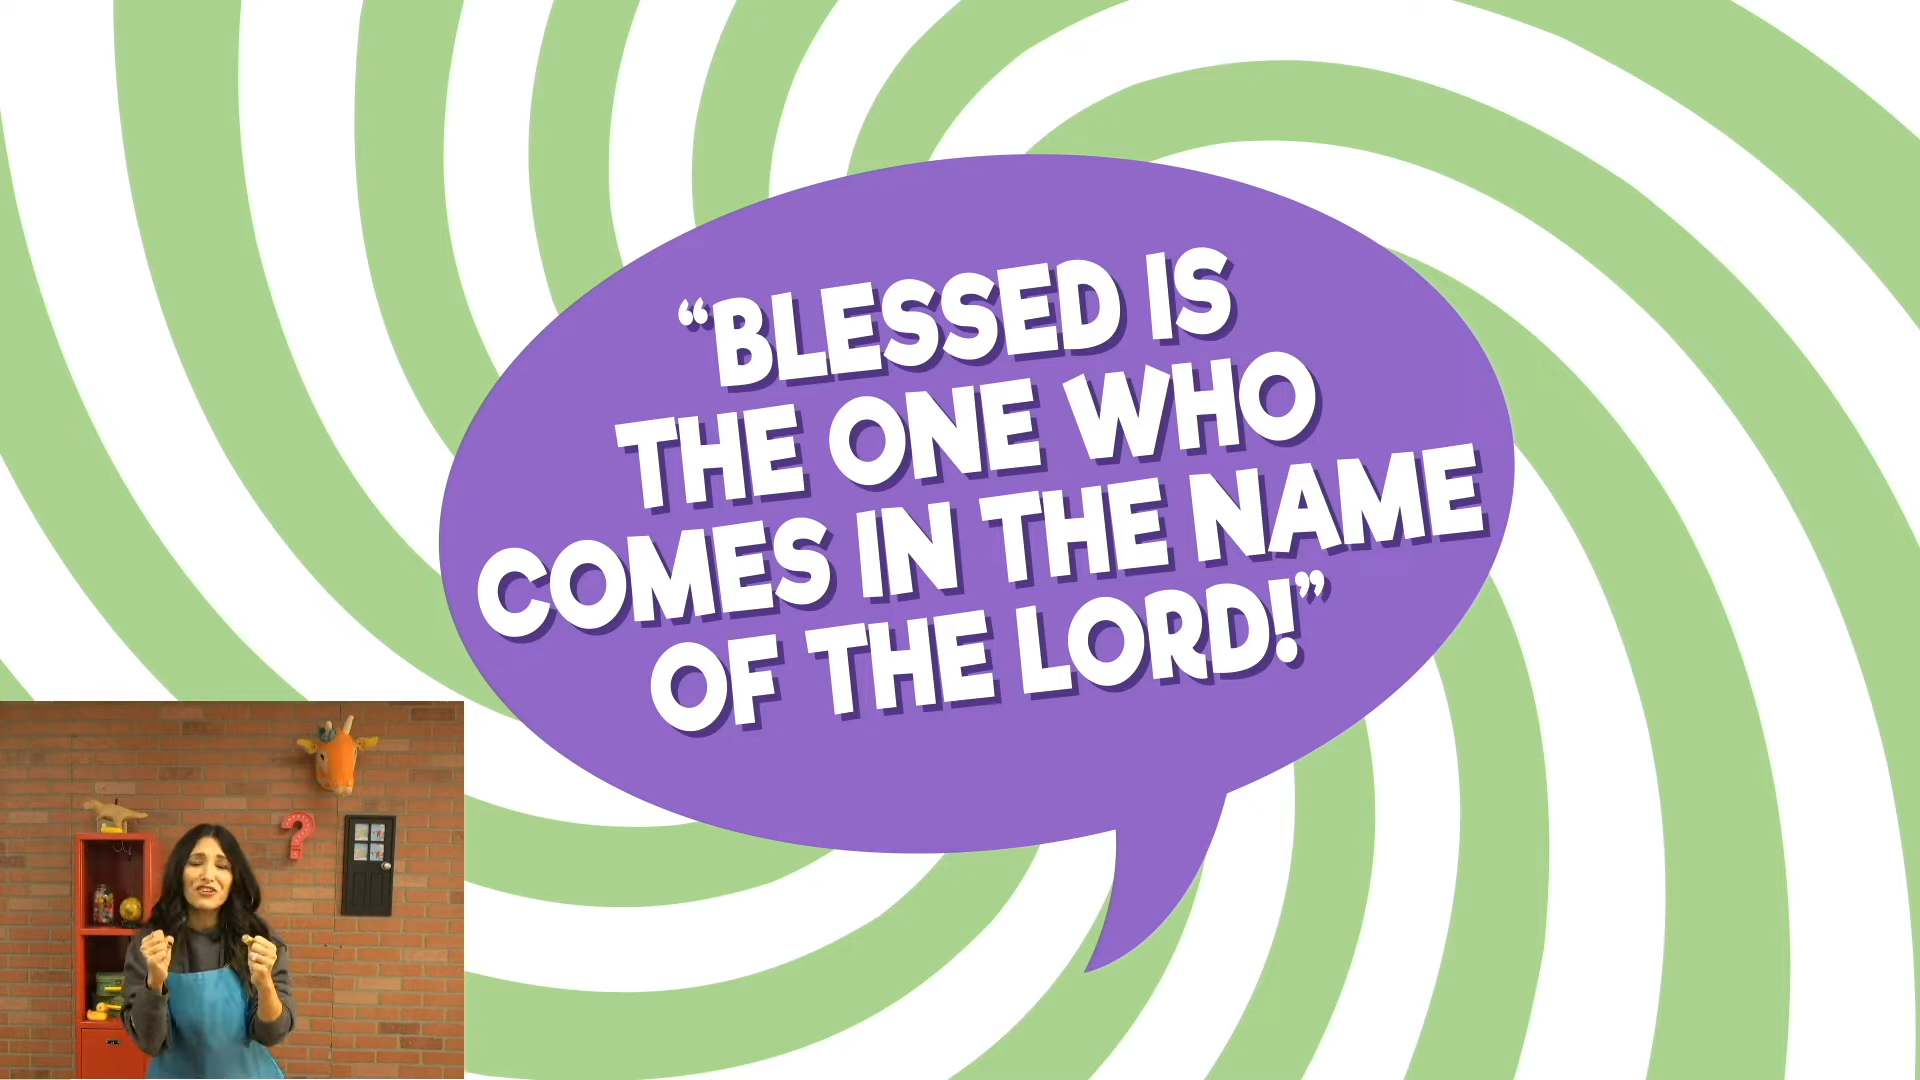 “BLESSED IS
THE ONE WHO
COMES IN THE NAME
OF THE LORD!”
?